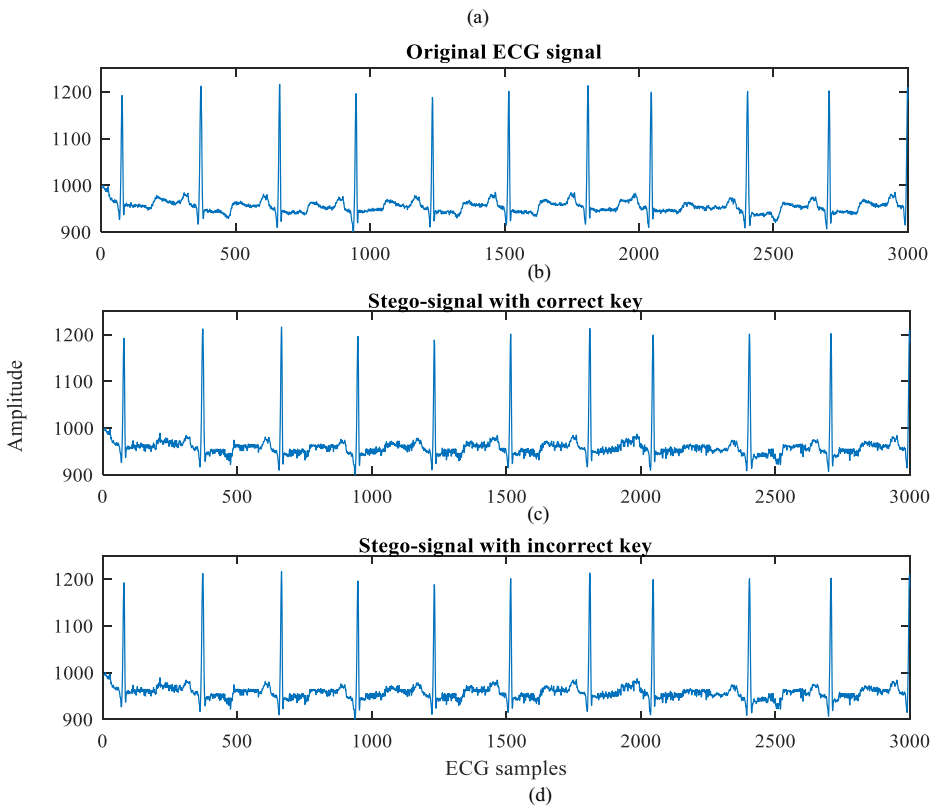 (a)
Original ECG signal
1200
1100
1000
900
0 500 1000 1500 2000 2500 3000
(b)
Stego-signal with correct key
Amplitude
1200
1100
1000
900
0 500 1000 1500 2000 2500 3000
(c)
Stego-signal with incorrect key
1200
1100
1000
900
0 500 1000 1500 2000 2500 3000
ECG samples
(d)